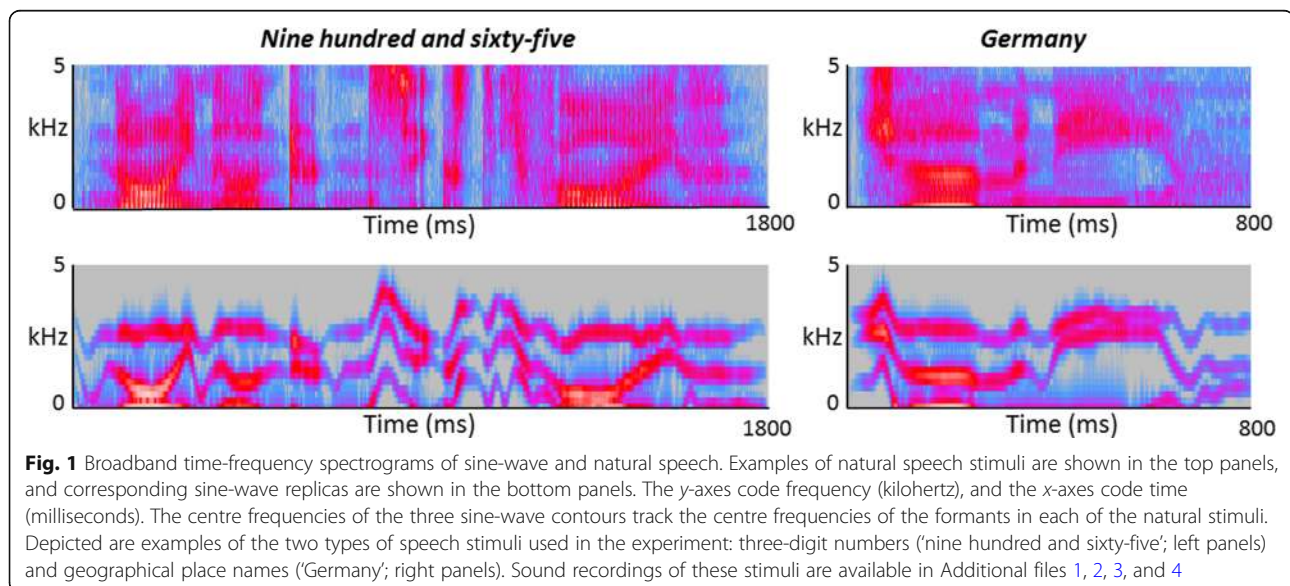 Nine hundred and sixty-five
Germany
5
kHz
0
Time (ms)
1800
5
kHz
0
Time (ms)
800
5
kHz
0
Time (ms)
1800
5
kHz
0
Time (ms)
800
Fig. 1 Broadband time-frequency spectrograms of sine-wave and natural speech. Examples of natural speech stimuli are shown in the top panels,
and corresponding sine-wave replicas are shown in the bottom panels. The y-axes code frequency (kilohertz), and the x-axes code time
(milliseconds). The centre frequencies of the three sine-wave contours track the centre frequencies of the formants in each of the natural stimuli.
Depicted are examples of the two types of speech stimuli used in the experiment: three-digit numbers (‘nine hundred and sixty-five’; left panels)
and geographical place names (‘Germany’; right panels). Sound recordings of these stimuli are available in Additional files 1, 2, 3, and 4